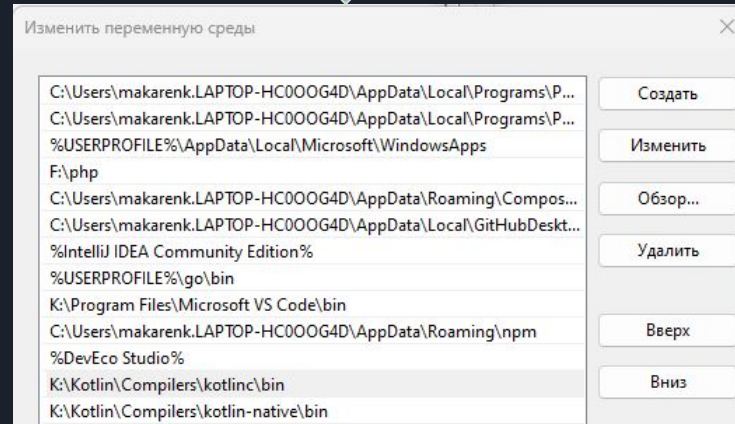 Изменить переменную среды
C:\Users\makarenk.LAPTOP-HC0OOG4D\AppData\Local\Programs\P...
C:\Users\makarenk.LAPTOP-HC0OOG4D\AppData\Local\Programs\P...
%USERPROFILE%\AppData\Local\Microsoft\WindowsApps
F:\php
C:\Users\makarenk.LAPTOP-HC0OOG4D\AppData\Roaming\Compos...
C:\Users\makarenk.LAPTOP-HC0OOG4D\AppData\Local\GitHubDeskt...
%IntelliJ IDEA Community Edition%
%USERPROFILE%\go\bin
K:\Program Files\Microsoft VS Code\bin
C:\Users\makarenk.LAPTOP-HC0OOG4D\AppData\Roaming\npm
%DevEco Studio%
K:\Kotlin\Compilers\kotlinc\bin
K:\Kotlin\Compilers\kotlin-native\bin
Создать
Изменить
Обзор...
Удалить
Вверх
Вниз